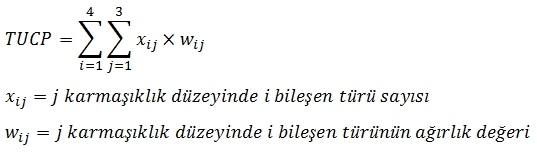 TUCP = ∑_{i=1}^{4} ∑_{j=1}^{3} x_{ij} × w_{ij}
x_{ij} = j karmaşıklık düzeyinde i bileşen türü sayısı
w_{ij} = j karmaşıklık düzeyinde i bileşen türünün ağırlık değeri